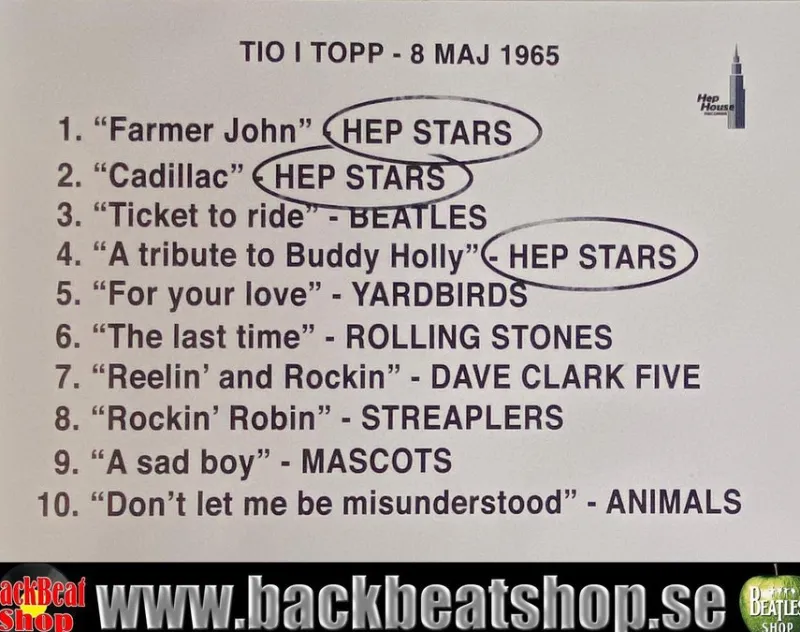 TIO I TOPP - 8 MAJ 1965
Hep
House
RECORDS
1. “Farmer John” - HEP STARS
2. “Cadillac” - HEP STARS
3. “Ticket to ride” - BEATLES
4. “A tribute to Buddy Holly” - HEP STARS
5. “For your love” - YARDBIRDS
6. “The last time” - ROLLING STONES
7. “Reelin’ and Rockin” - DAVE CLARK FIVE
8. “Rockin’ Robin” - STREAPLERS
9. “A sad boy” - MASCOTS
10. “Don’t let me be misunderstood” - ANIMALS
ackBeat
Shop
www.backbeatshop.se
BEATLES
SHOP